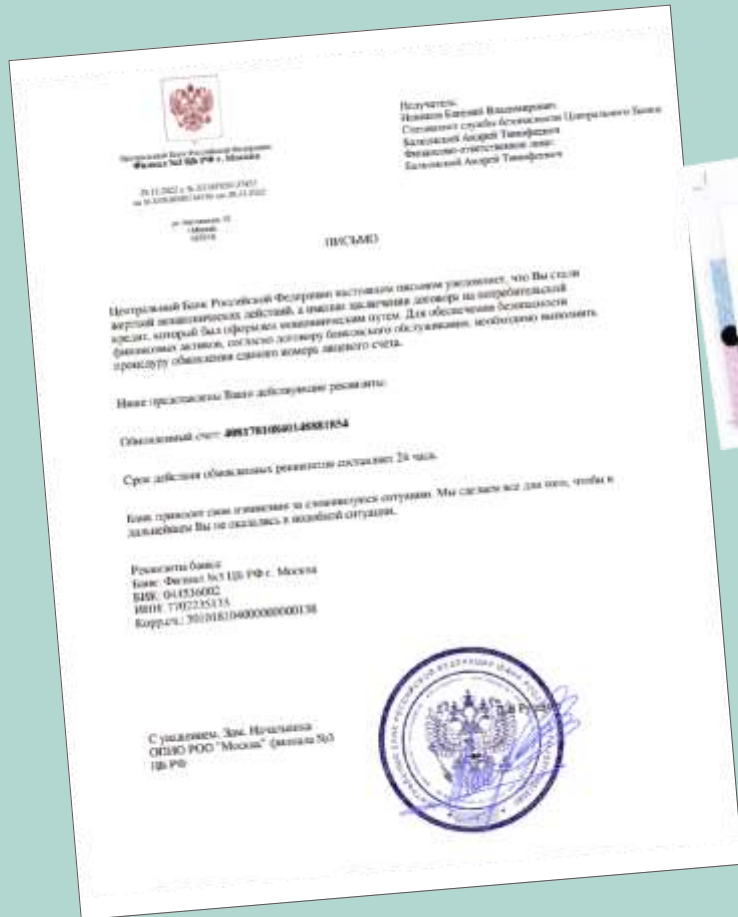 Центральный Банк Российской Федерации
Филиал №3 ЦБ РФ г. Москва
Получатель:
Новиков Евгений Владимирович
Специалист службы безопасности Центрального Банка
Андрей Тимофеевич
Финансово-ответственное лицо:
Андрей Тимофеевич
ПИСЬМО
Центральный Банк Российской Федерации настоящим письмом уведомляет, что Вы стали
жертвой мошеннических действий, а именно заключения договора на потребительский
кредит, который был оформлен мошенническим путем. Для обеспечения безопасности
финансовых активов, согласно договору банковского обслуживания, необходимо выполнить
процедуру обновления единого номера лицевого счета.
Ниже представлены Ваши действующие реквизиты:
Обновленный счет: 40817810840148881854
Срок действия обновленных реквизитов составляет 24 часа.
Банк приносит свои извинения за сложившуюся ситуацию. Мы сделаем все для того, чтобы в
дальнейшем Вы не оказались в подобной ситуации.
Реквизиты банка:
Банк: Филиал №3 ЦБ РФ г. Москва
БИК: 044536002
ИНН: 7702235133
Корр.сч.: 30101810400000000138
С уважением, Зам. Начальника
ОПИО РОО "Москва" филиала №3
ЦБ РФ